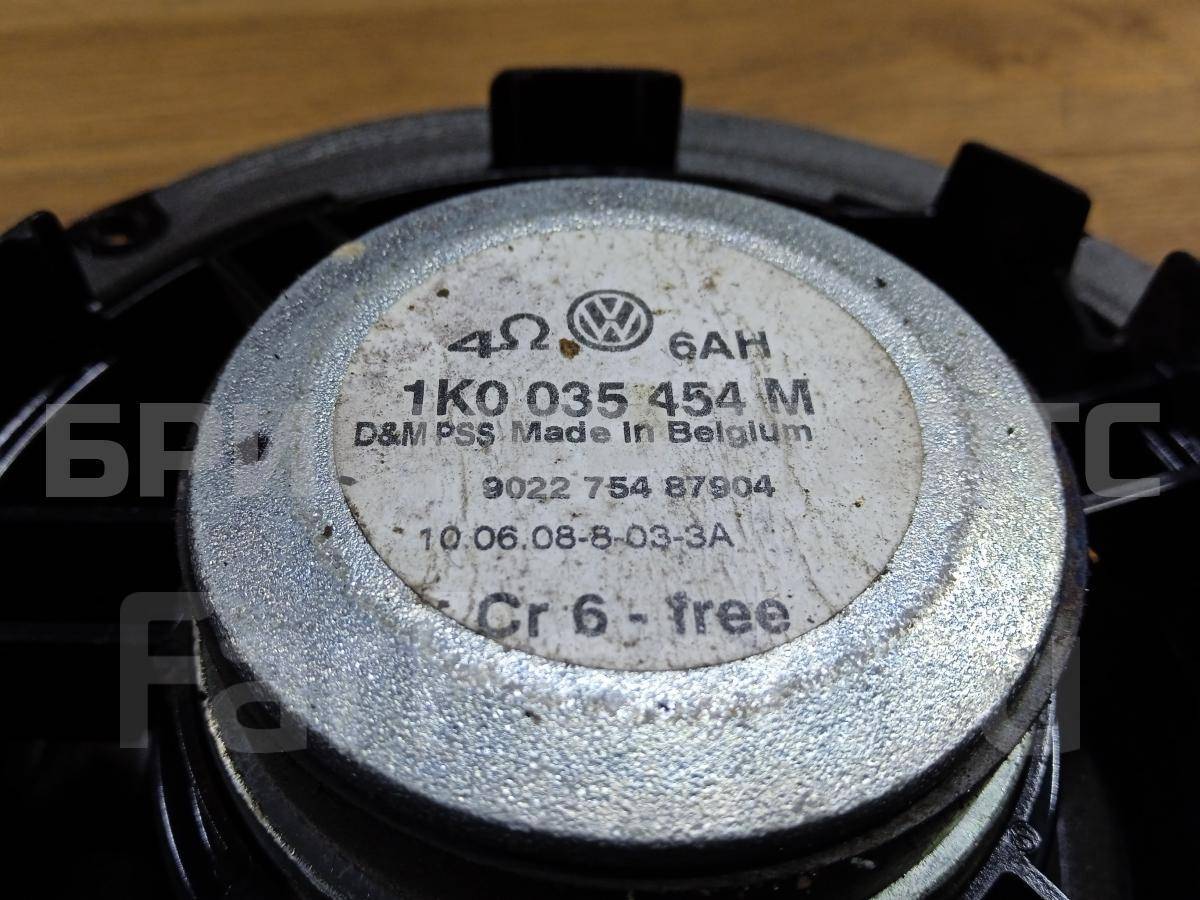 4Ω VW 6AH
1K0 035 454 M
D&M PSS Made in Belgium
9022 754 87904
10.06.08-8-03-3A
Cr 6 - free